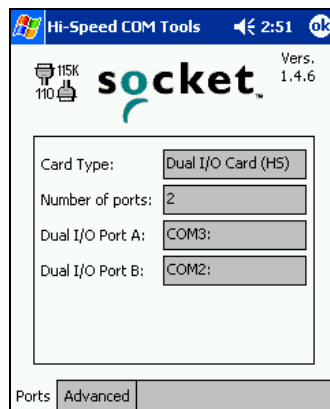 Hi-Speed COM Tools 2:51 ok
115K
110
socket™
Vers.
1.4.6
Card Type: Dual I/O Card (HS)
Number of ports: 2
Dual I/O Port A: COM3:
Dual I/O Port B: COM2:
Ports Advanced